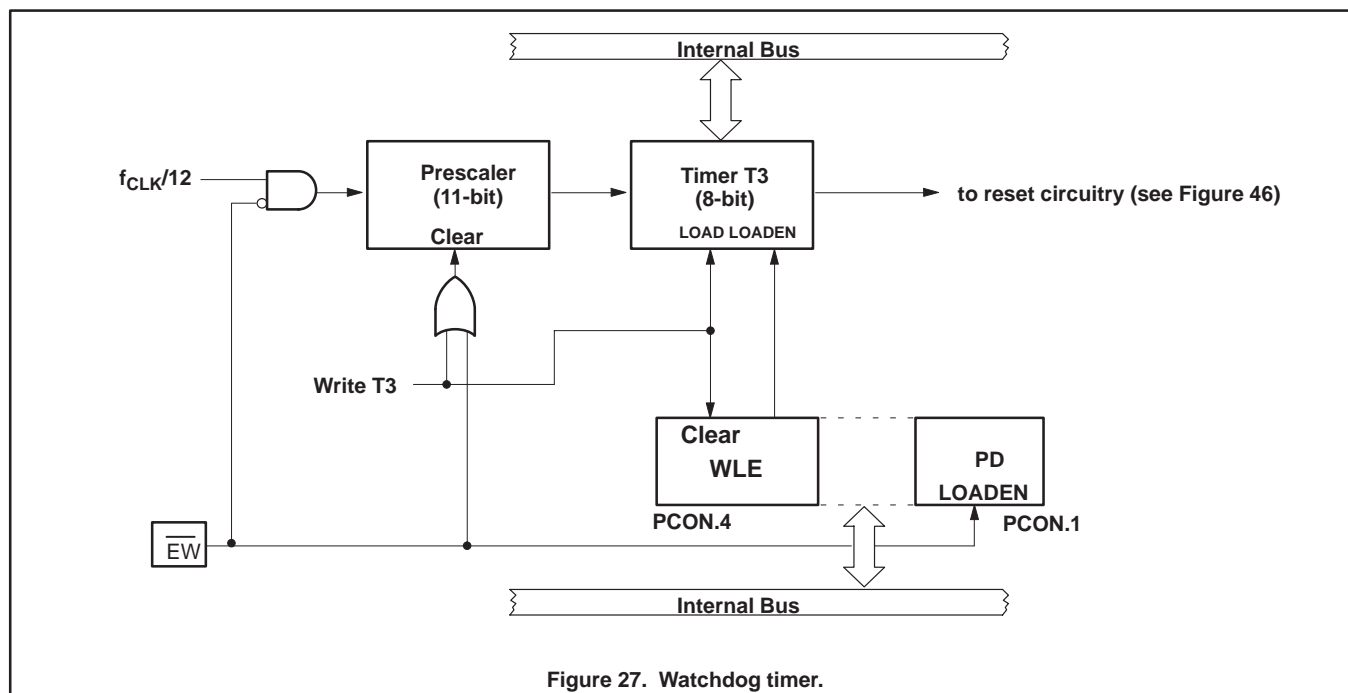 Internal Bus
fCLK/12
Prescaler
(11-bit)
Clear
Timer T3
(8-bit)
LOAD LOADEN
to reset circuitry (see Figure 46)
Write T3
Clear
WLE
PCON.4
PD
LOADEN
PCON.1
EW
Internal Bus
Figure 27. Watchdog timer.